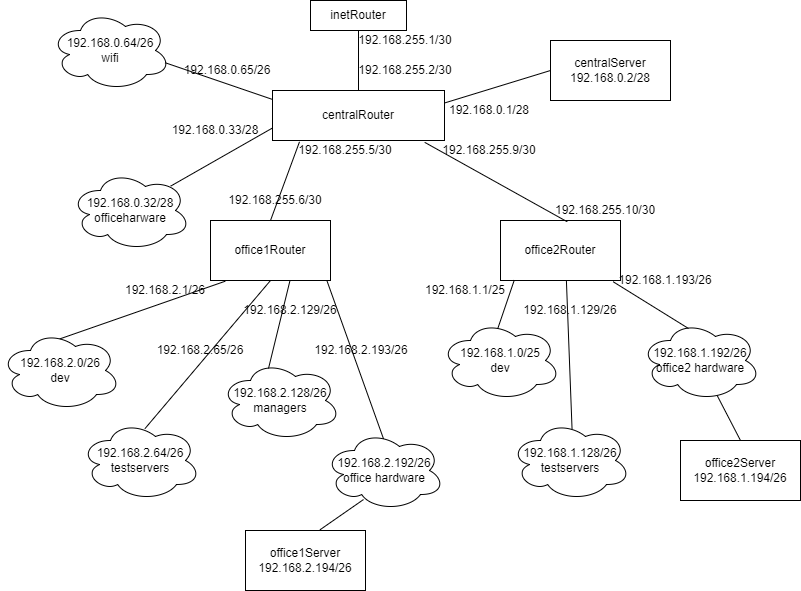 inetRouter
192.168.255.1/30
192.168.0.64/26
wifi
192.168.0.65/26
192.168.255.2/30
centralServer
192.168.0.2/28
centralRouter
192.168.0.1/28
192.168.0.33/28
192.168.255.5/30
192.168.255.9/30
192.168.0.32/28
officeharware
192.168.255.6/30
192.168.255.10/30
office1Router
office2Router
192.168.2.1/26
192.168.2.129/26
192.168.1.1/25
192.168.1.129/26
192.168.1.193/26
192.168.2.65/26
192.168.2.193/26
192.168.2.0/26
dev
192.168.1.0/25
dev
192.168.1.192/26
office2 hardware
192.168.2.128/26
managers
192.168.2.64/26
testservers
192.168.2.192/26
office hardware
192.168.1.128/26
testservers
office2Server
192.168.1.194/26
office1Server
192.168.2.194/26